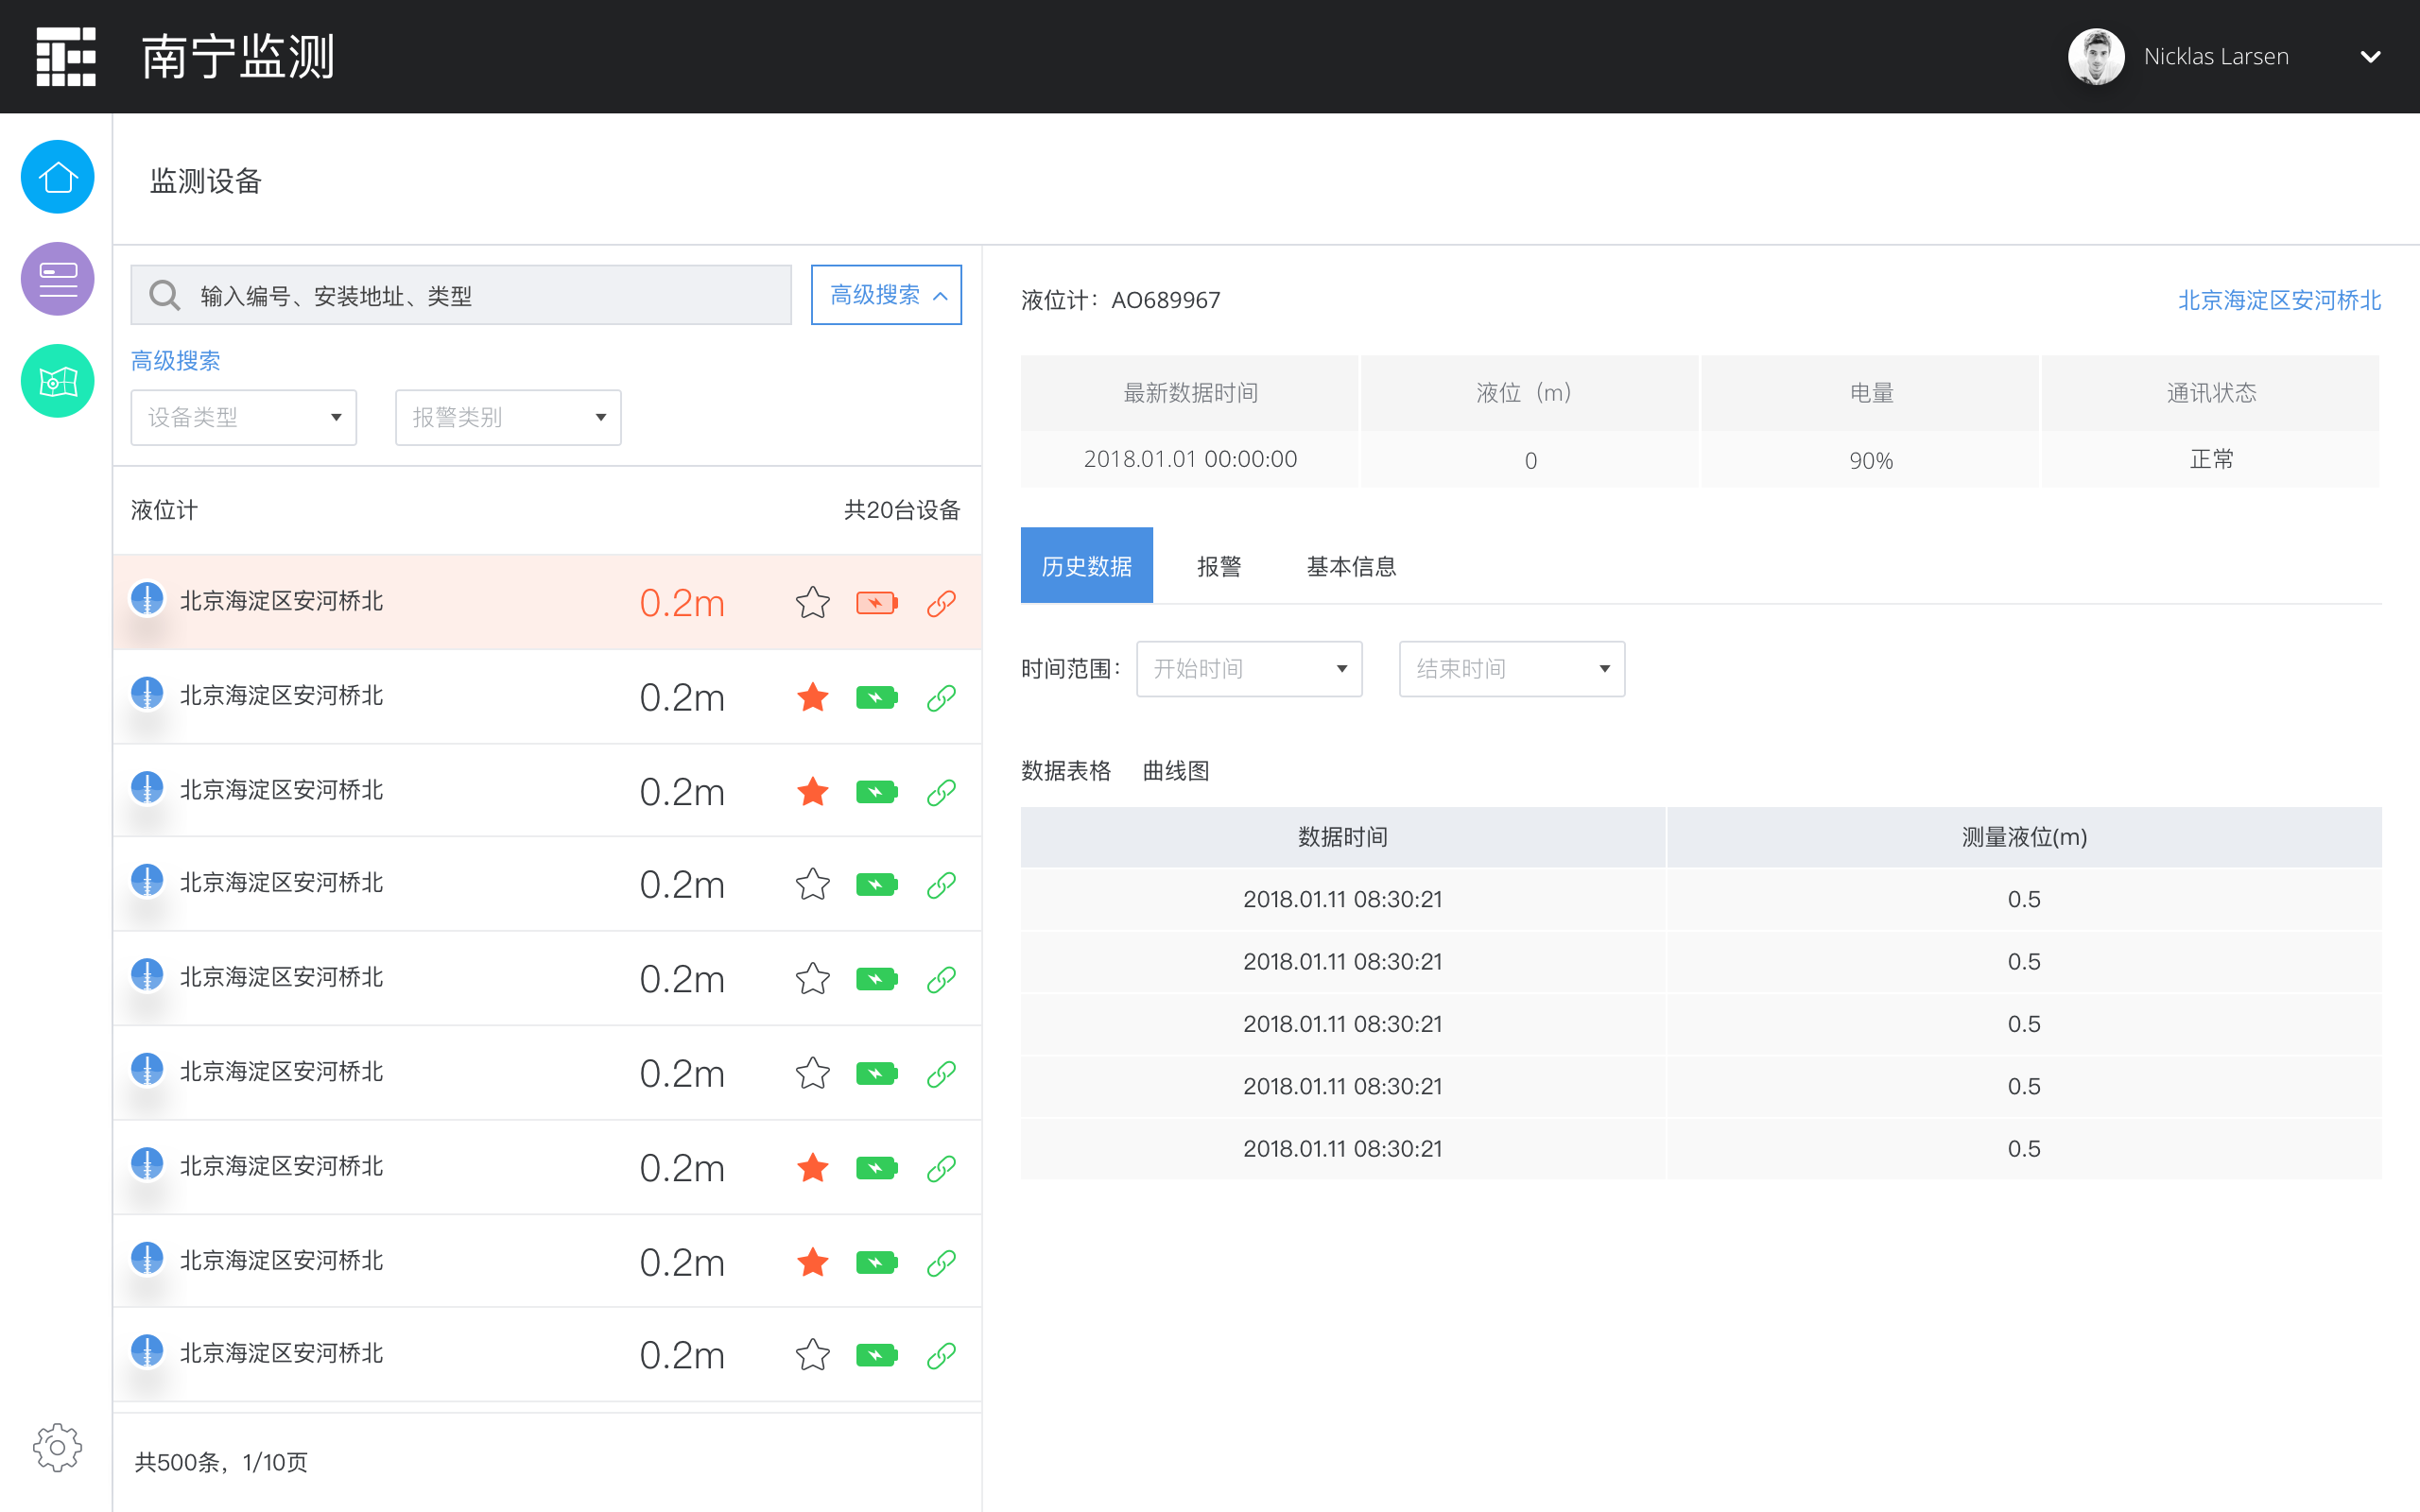 南宁监测
Nicklas Larsen
监测设备
输入编号、安装地址、类型
高级搜索
高级搜索
设备类型
报警类别
液位计
共20台设备
北京海淀区安河桥北 0.2m
北京海淀区安河桥北 0.2m
北京海淀区安河桥北 0.2m
北京海淀区安河桥北 0.2m
北京海淀区安河桥北 0.2m
北京海淀区安河桥北 0.2m
北京海淀区安河桥北 0.2m
北京海淀区安河桥北 0.2m
北京海淀区安河桥北 0.2m
共500条，1/10页
液位计：AO689967
北京海淀区安河桥北
最新数据时间 液位（m） 电量 通讯状态
2018.01.01 00:00:00 0 90% 正常
历史数据 报警 基本信息
时间范围： 开始时间 结束时间
数据表格 曲线图
数据时间 测量液位(m)
2018.01.11 08:30:21 0.5
2018.01.11 08:30:21 0.5
2018.01.11 08:30:21 0.5
2018.01.11 08:30:21 0.5
2018.01.11 08:30:21 0.5